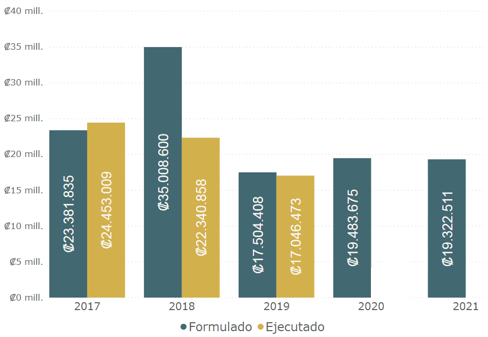 ₡40 mill.
₡35 mill.
₡30 mill.
₡25 mill.
₡20 mill.
₡15 mill.
₡10 mill.
₡5 mill.
₡0 mill.
₡23.381.835
₡24.453.009
₡35.008.600
₡22.340.858
₡17.504.408
₡17.046.473
₡19.483.675
₡19.322.511
2017 2018 2019 2020 2021
Formulado Ejecutado